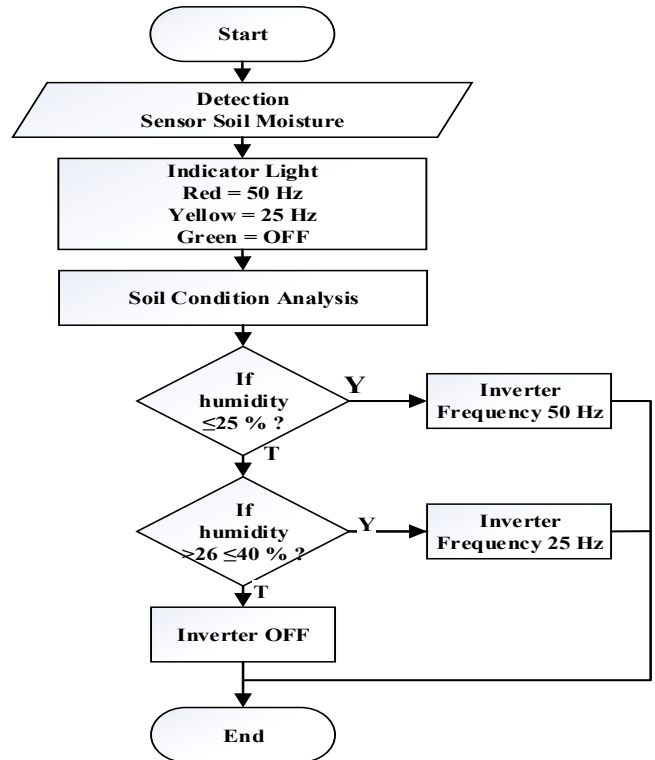 Start
Detection
Sensor Soil Moisture
Indicator Light
Red = 50 Hz
Yellow = 25 Hz
Green = OFF
Soil Condition Analysis
If
humidity
≤25 % ?
Y
Inverter
Frequency 50 Hz
T
If
humidity
>26 ≤40 % ?
Y
Inverter
Frequency 25 Hz
T
Inverter OFF
End